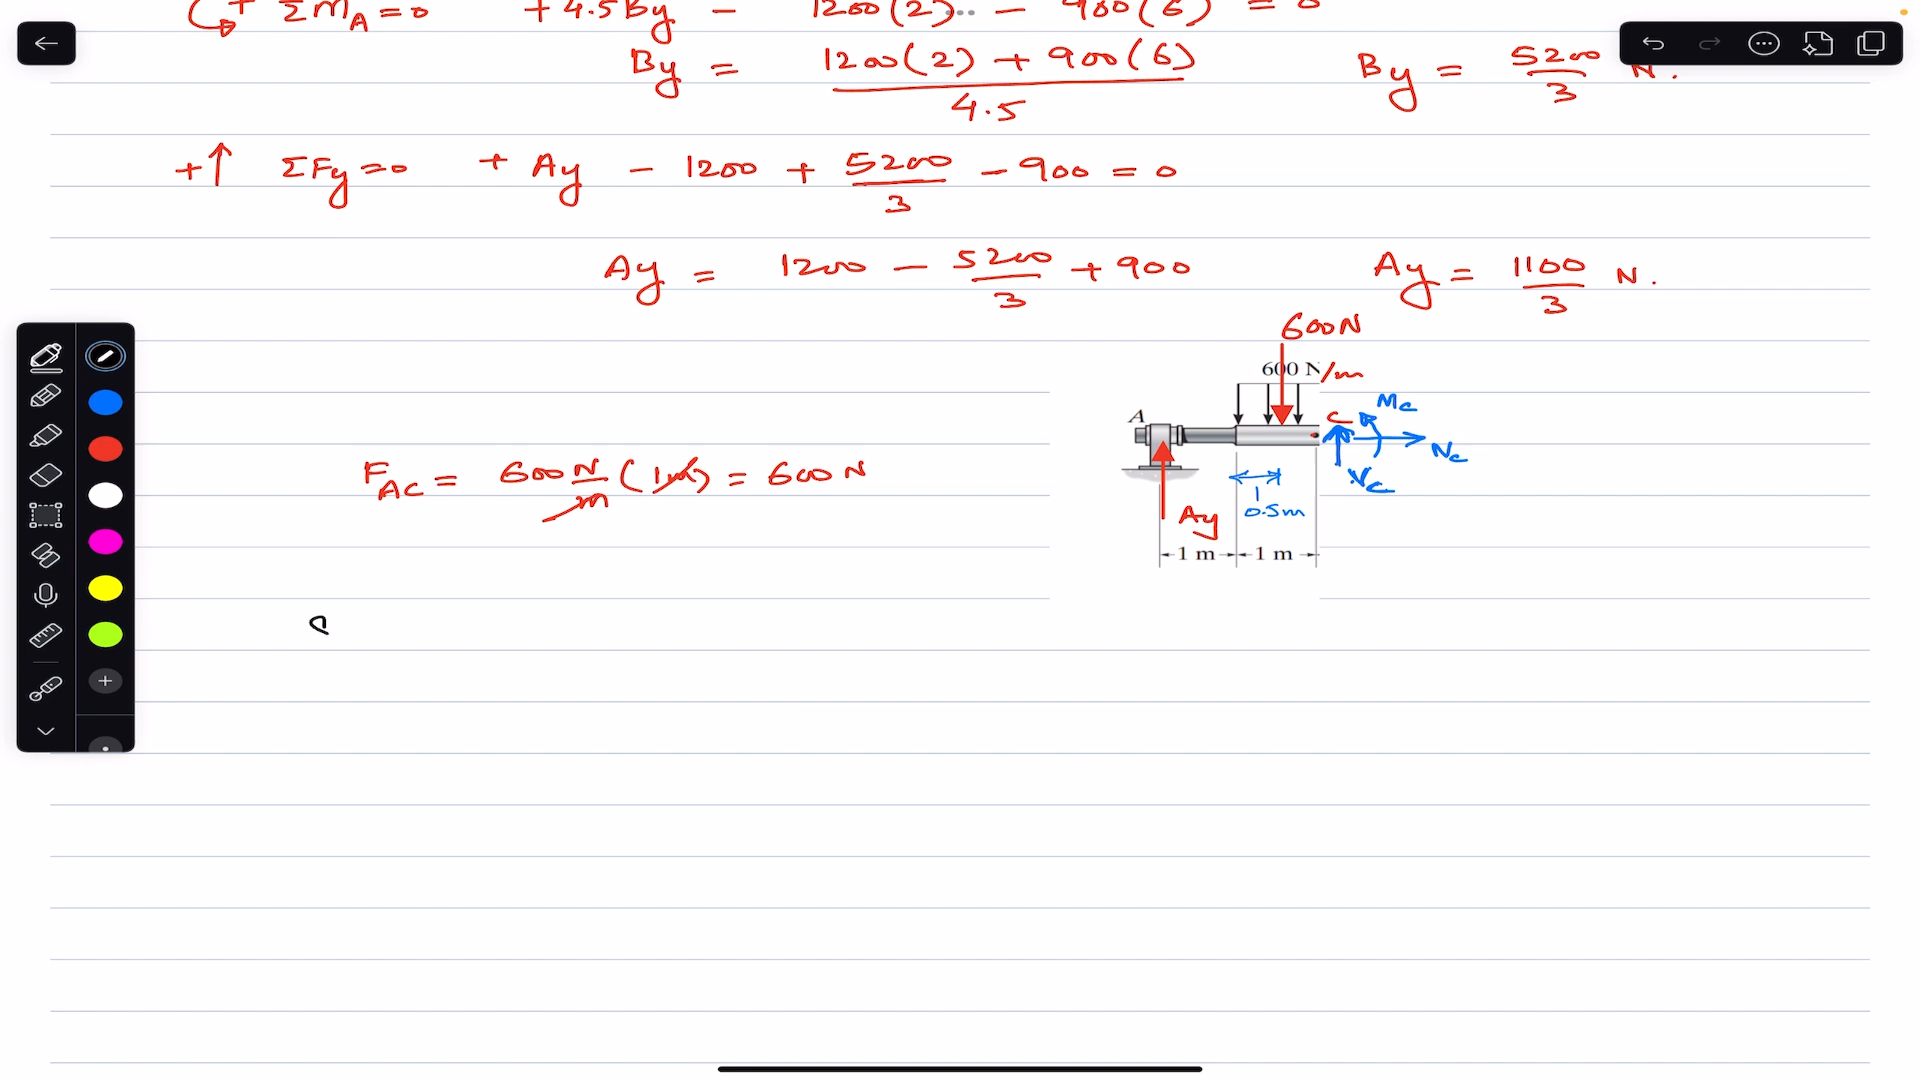 + ΣM_A = 0 + 4.5By - 1200(2) - 900(6) = 0
By = 1200(2) + 900(6) / 4.5 By = 5200/3 N.
+↑ ΣFy = 0 + Ay - 1200 + 5200/3 - 900 = 0
Ay = 1200 - 5200/3 + 900 Ay = 1100/3 N.
600N
600 N/m
A C Mc
Nc
F_AC = 600 N/m (1m) = 600 N
Vc
0.5m
Ay
1 m 1 m